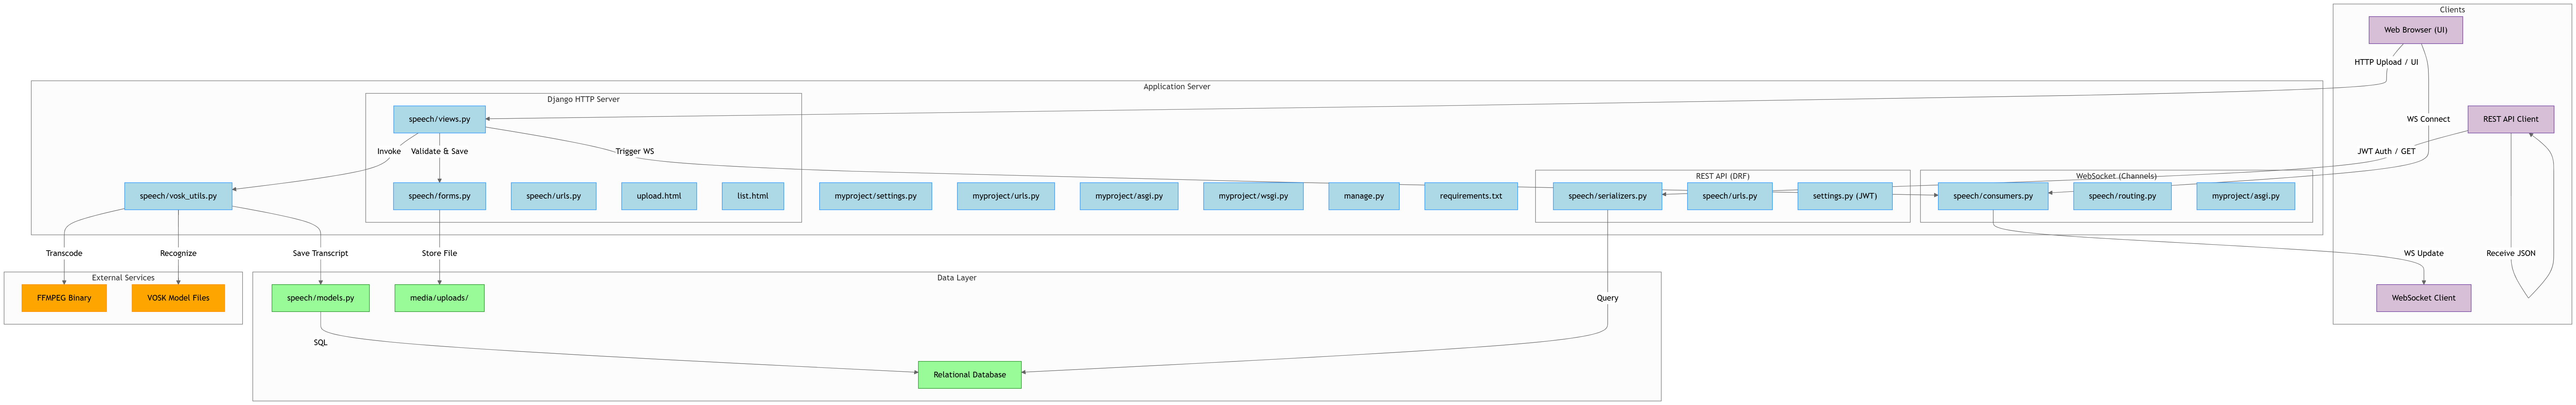 Clients
Web Browser (UI)
HTTP Upload / UI
Application Server
Django HTTP Server
speech/views.py
REST API Client
WS Connect
Invoke
Validate & Save
Trigger WS
JWT Auth / GET
REST API (DRF)
WebSocket (Channels)
speech/vosk_utils.py
speech/forms.py
speech/urls.py
upload.html
list.html
myproject/settings.py
myproject/urls.py
myproject/asgi.py
myproject/wsgi.py
manage.py
requirements.txt
speech/serializers.py
speech/urls.py
settings.py (JWT)
speech/consumers.py
speech/routing.py
myproject/asgi.py
Transcode
Recognize
Save Transcript
Store File
WS Update
Receive JSON
External Services
Data Layer
FFMPEG Binary
VOSK Model Files
speech/models.py
media/uploads/
Query
WebSocket Client
SQL
Relational Database